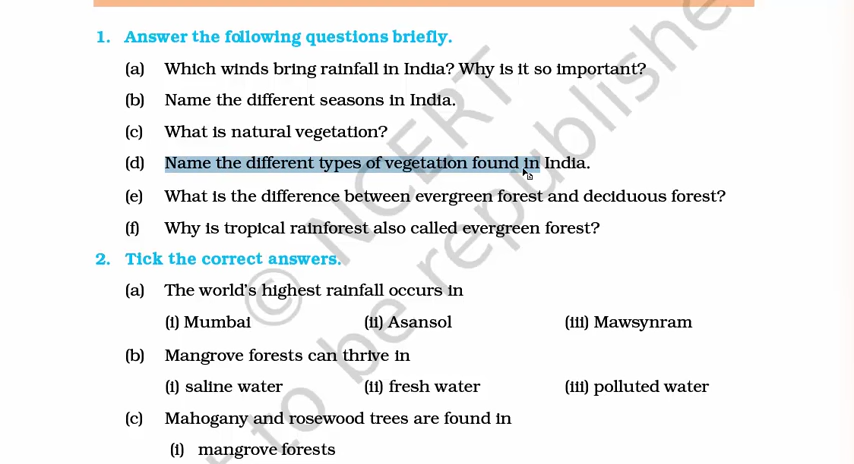 1. Answer the following questions briefly.
(a) Which winds bring rainfall in India? Why is it so important?
(b) Name the different seasons in India.
(c) What is natural vegetation?
(d) Name the different types of vegetation found in India.
(e) What is the difference between evergreen forest and deciduous forest?
(f) Why is tropical rainforest also called evergreen forest?
2. Tick the correct answers.
(a) The world's highest rainfall occurs in
(i) Mumbai (ii) Asansol (iii) Mawsynram
(b) Mangrove forests can thrive in
(i) saline water (ii) fresh water (iii) polluted water
(c) Mahogany and rosewood trees are found in
(i) mangrove forests
© NCERT
to be republishe